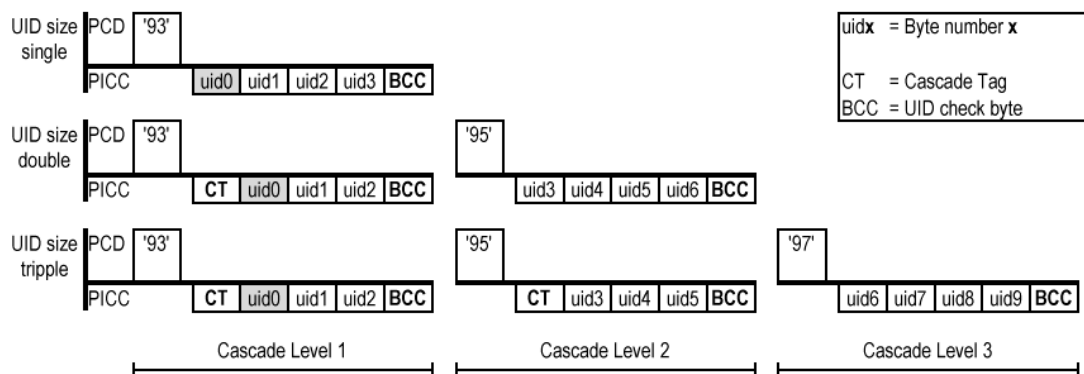 UID size single PCD '93'
PICC uid0 uid1 uid2 uid3 BCC
uidx = Byte number x
CT = Cascade Tag
BCC = UID check byte
UID size double PCD '93' '95'
PICC CT uid0 uid1 uid2 BCC uid3 uid4 uid5 uid6 BCC
UID size tripple PCD '93' '95' '97'
PICC CT uid0 uid1 uid2 BCC CT uid3 uid4 uid5 BCC uid6 uid7 uid8 uid9 BCC
Cascade Level 1 Cascade Level 2 Cascade Level 3